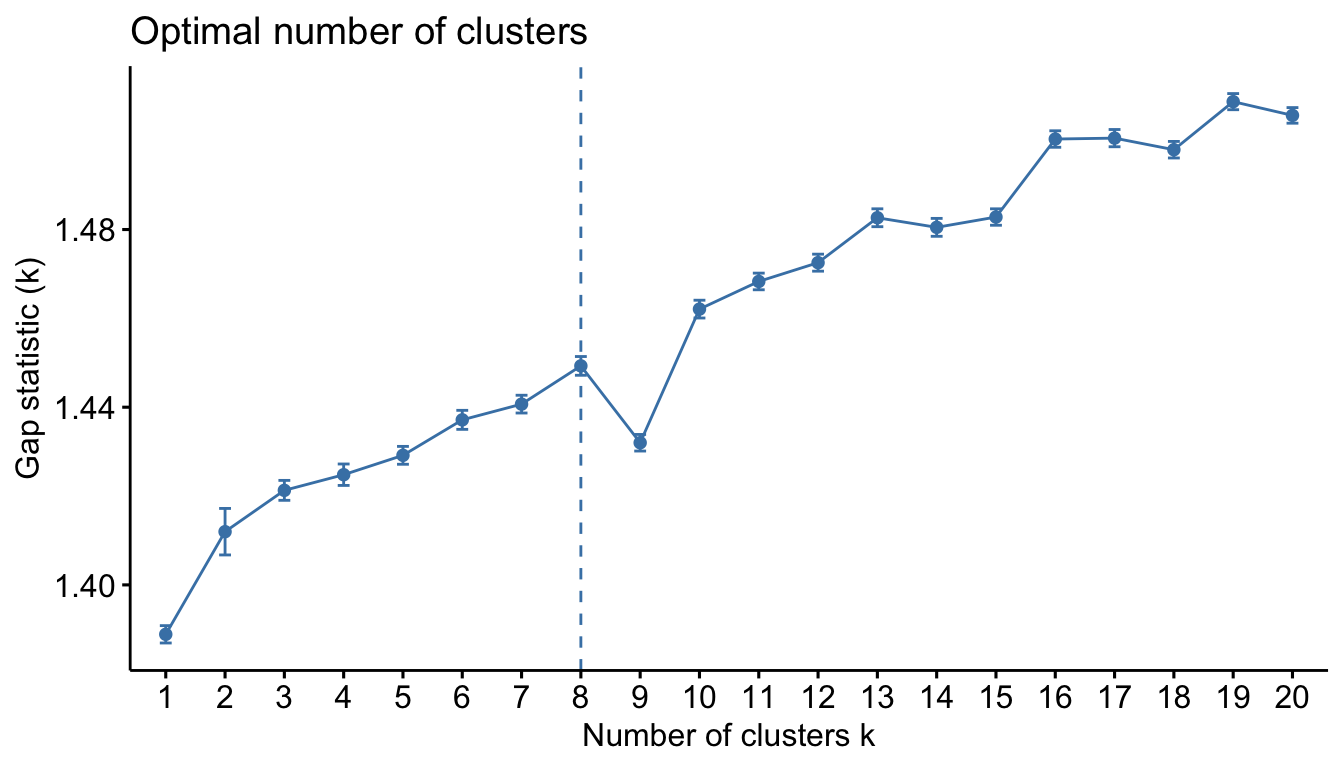 Optimal number of clusters
Gap statistic (k)
1.48
1.44
1.40
1 2 3 4 5 6 7 8 9 10 11 12 13 14 15 16 17 18 19 20
Number of clusters k